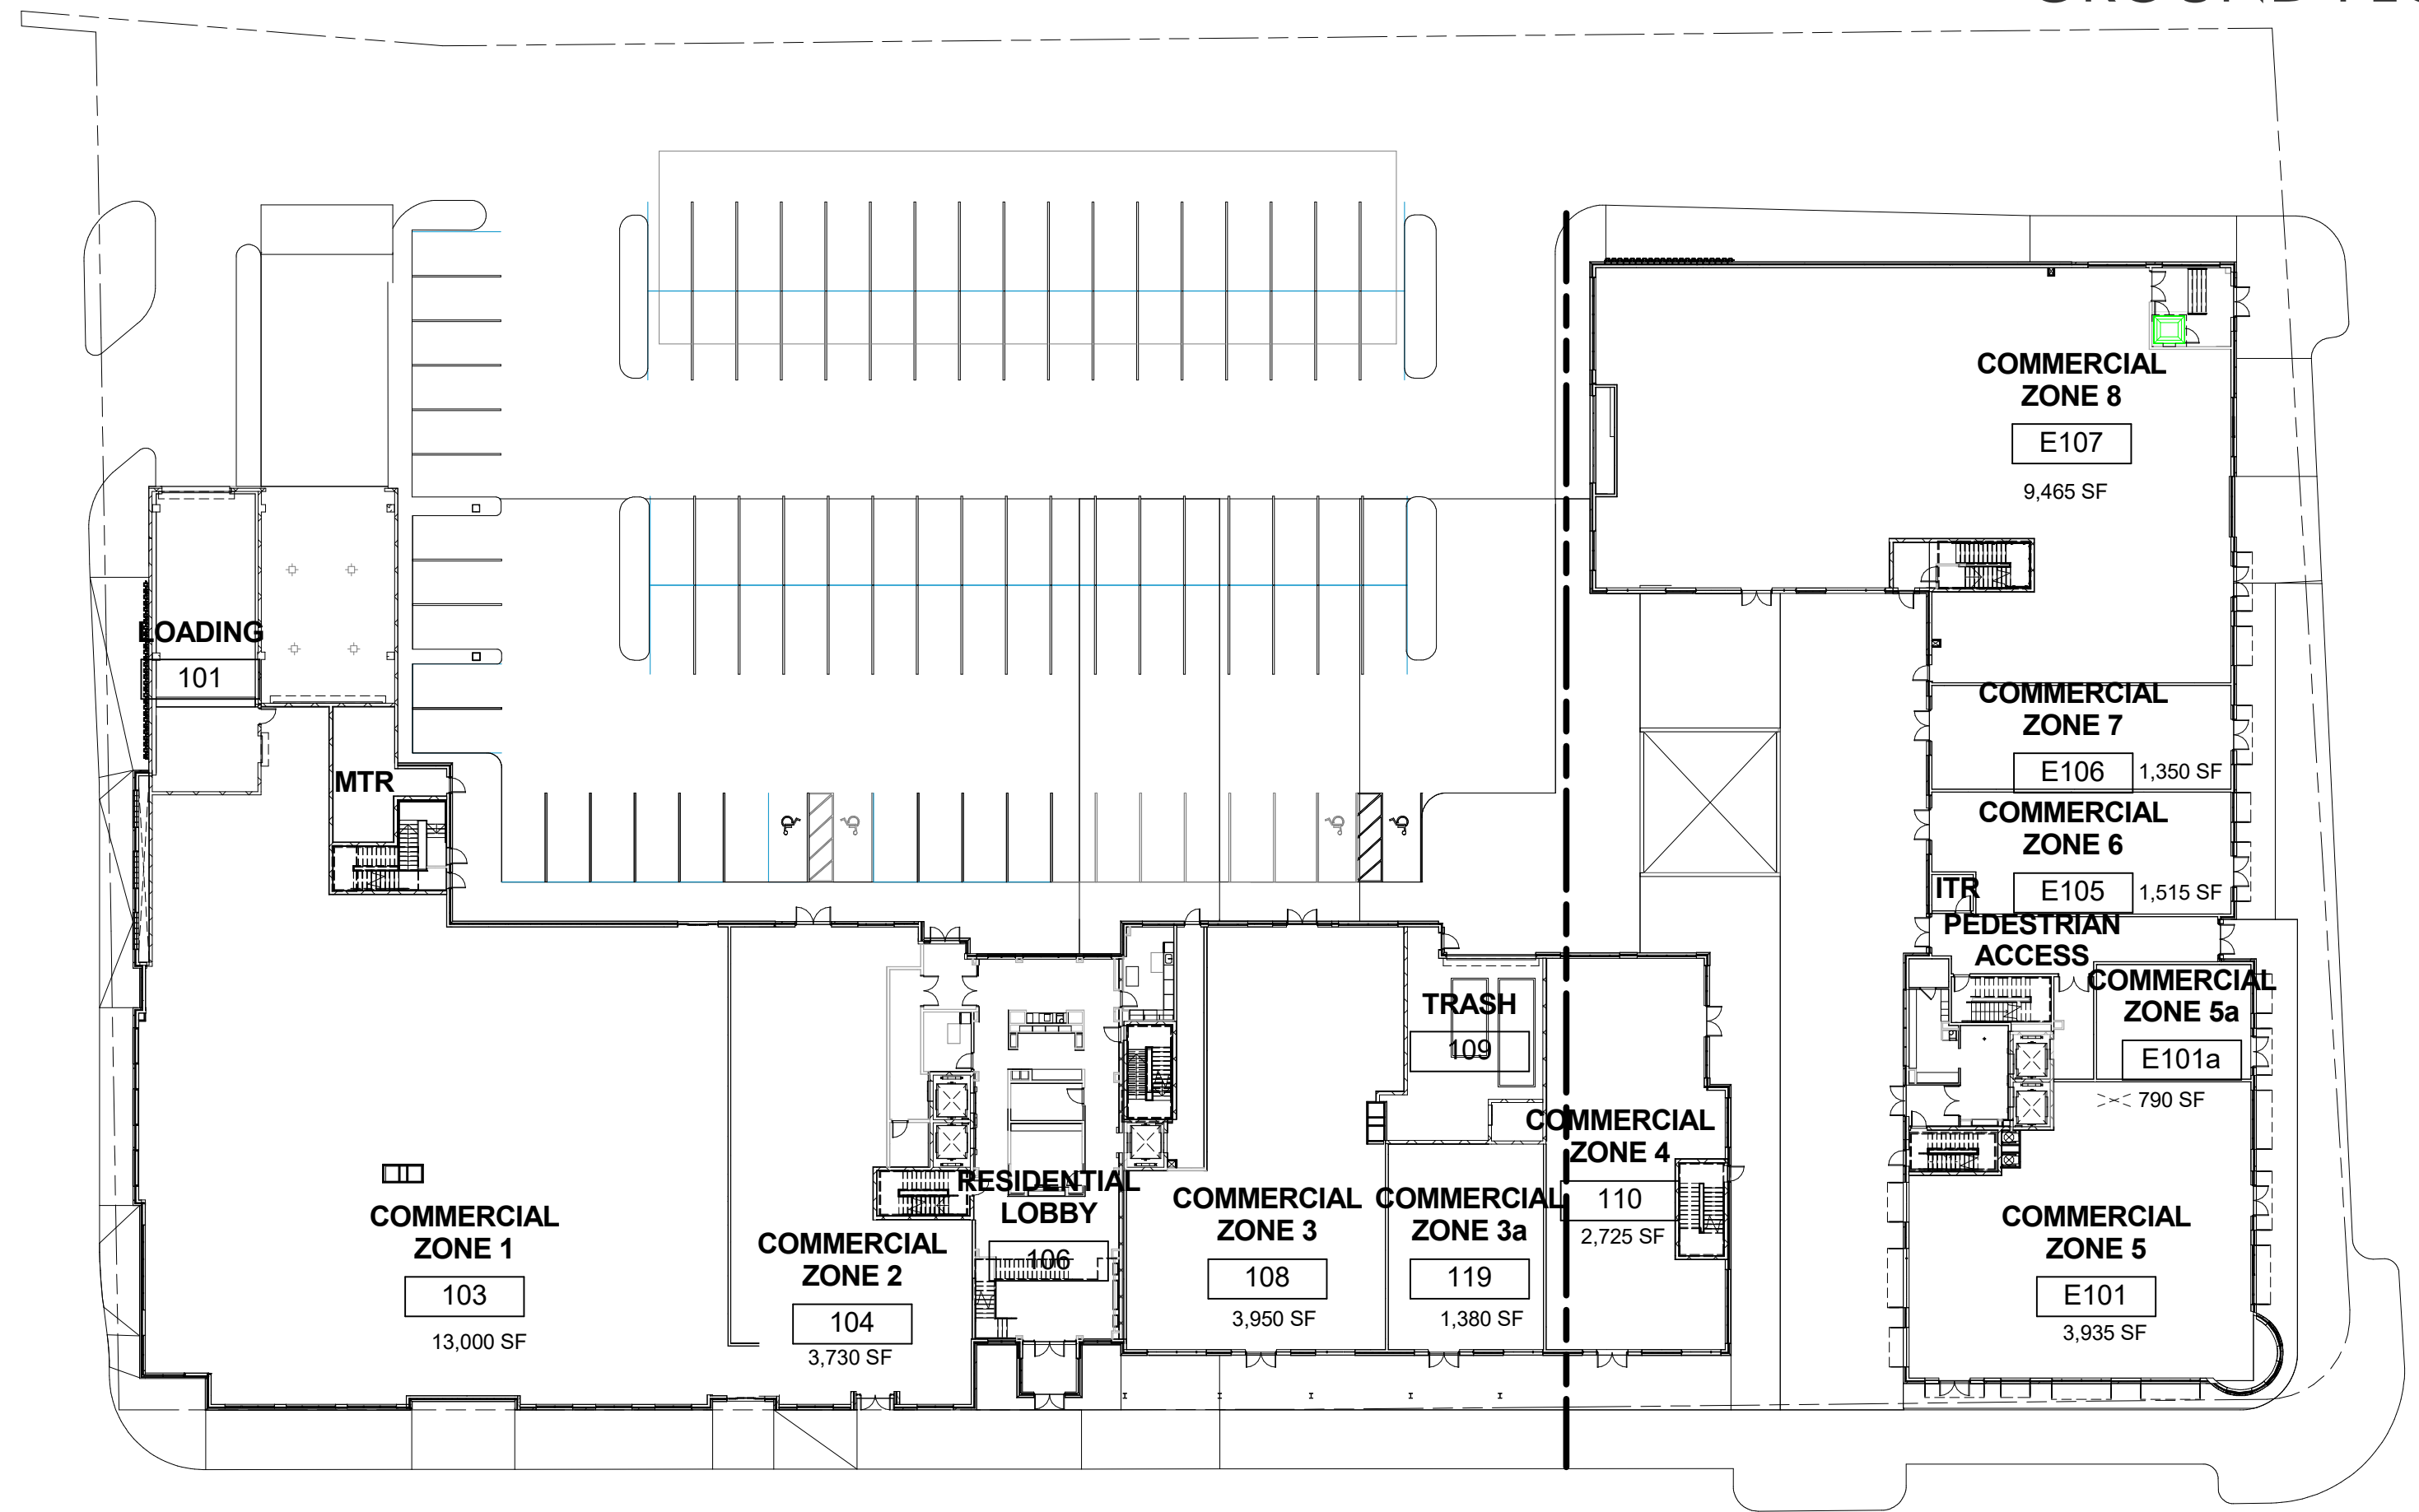 COMMERCIAL
ZONE 8
E107
9,465 SF
LOADING
101
COMMERCIAL
ZONE 7
E106
1,350 SF
MTR
COMMERCIAL
ZONE 6
E105
1,515 SF
ITR
PEDESTRIAN
ACCESS
COMMERCIAL
ZONE 5a
E101a
790 SF
TRASH
109
COMMERCIAL
ZONE 4
110
2,725 SF
RESIDENTIAL
LOBBY
106
COMMERCIAL
ZONE 3
108
3,950 SF
COMMERCIAL
ZONE 3a
119
1,380 SF
COMMERCIAL
ZONE 1
103
13,000 SF
COMMERCIAL
ZONE 2
104
3,730 SF
COMMERCIAL
ZONE 5
E101
3,935 SF